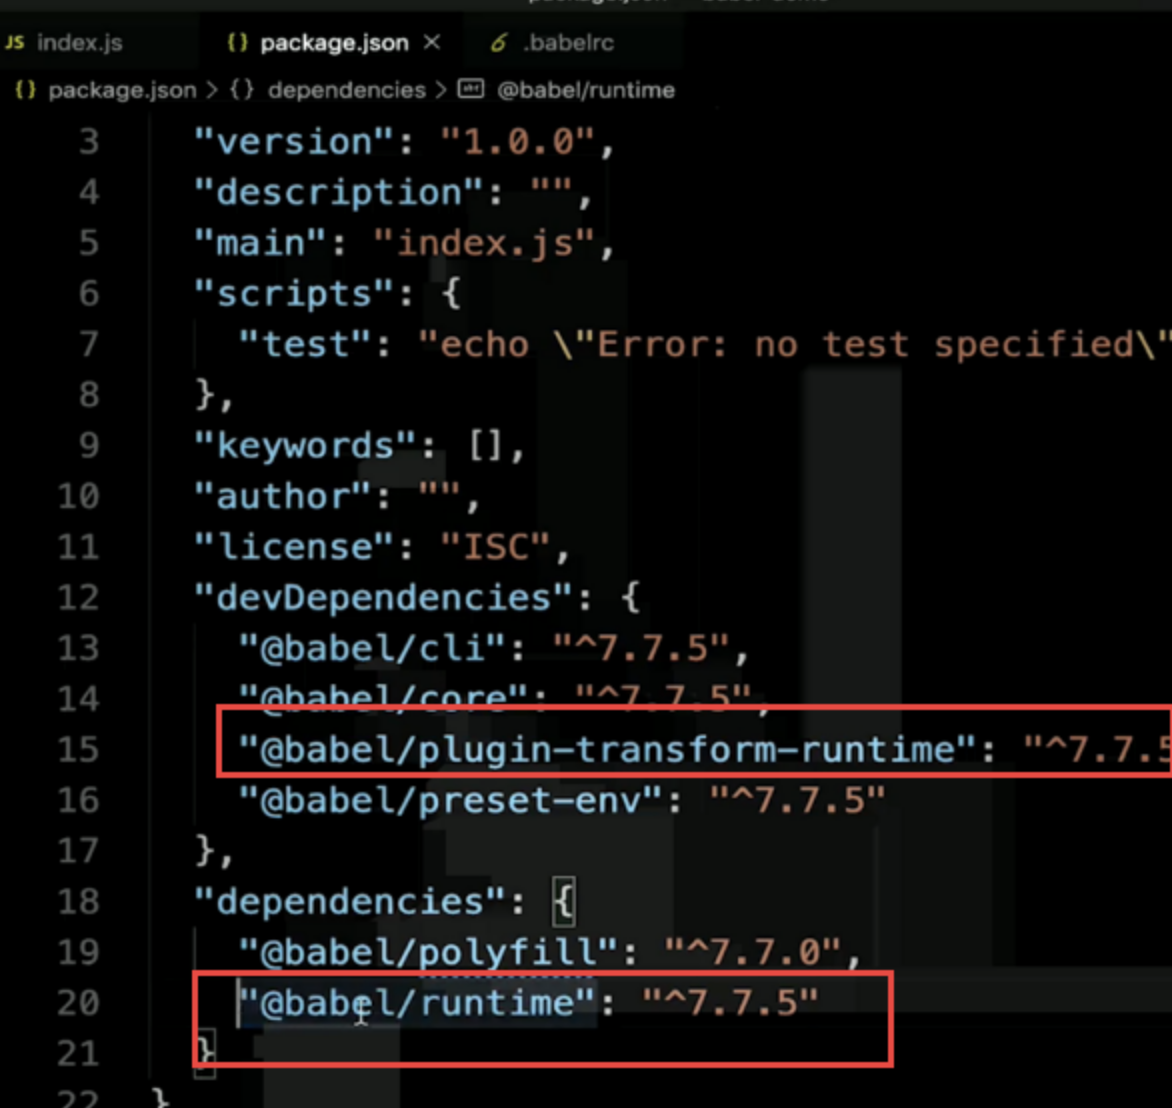 JS index.js {} package.json × 6 .babelrc
{} package.json > {} dependencies > abc @babel/runtime
3 "version": "1.0.0",
4 "description": "",
5 "main": "index.js",
6 "scripts": {
7 "test": "echo \"Error: no test specified\"
8 },
9 "keywords": [],
10 "author": "",
11 "license": "ISC",
12 "devDependencies": {
13 "@babel/cli": "^7.7.5",
14 "@babel/core": "^7.7.5",
15 "@babel/plugin-transform-runtime": "^7.7.5
16 "@babel/preset-env": "^7.7.5"
17 },
18 "dependencies": {
19 "@babel/polyfill": "^7.7.0",
20 "@babel/runtime": "^7.7.5"
21 }
22 }